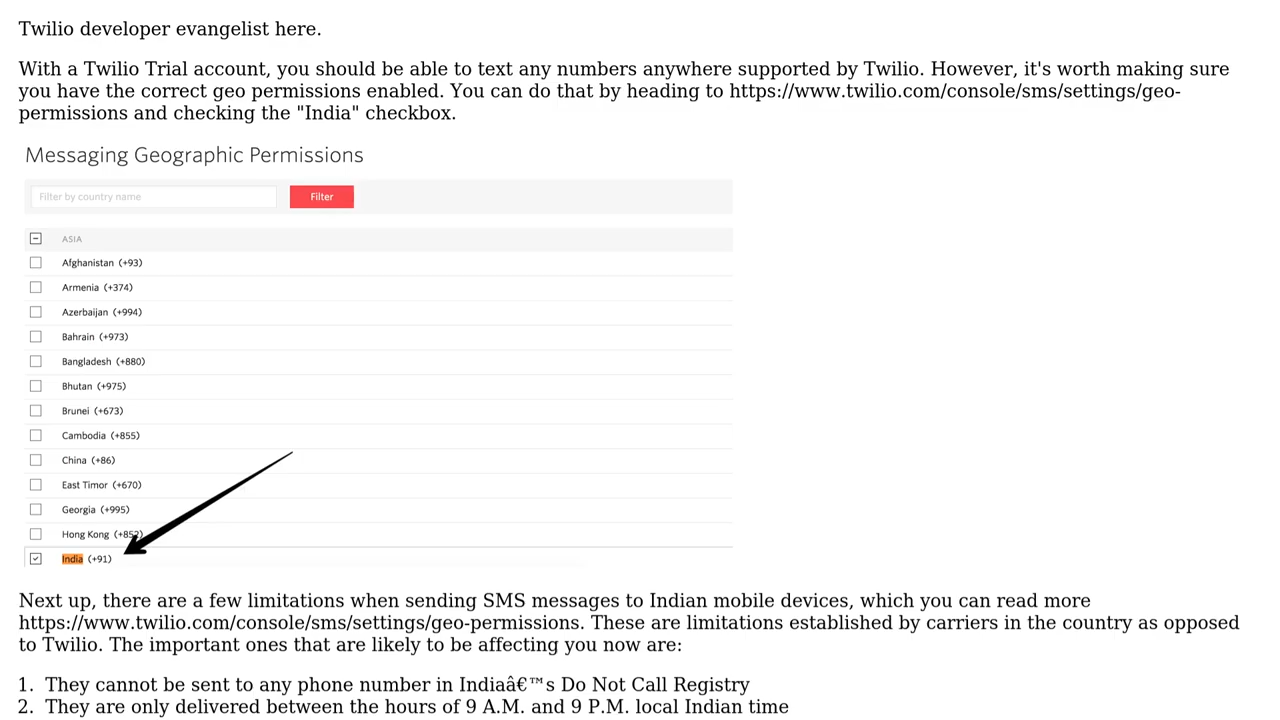 Twilio developer evangelist here.
With a Twilio Trial account, you should be able to text any numbers anywhere supported by Twilio. However, it's worth making sure
you have the correct geo permissions enabled. You can do that by heading to https://www.twilio.com/console/sms/settings/geo-
permissions and checking the "India" checkbox.
Messaging Geographic Permissions
Filter by country name
Filter
ASIA
Afghanistan (+93)
Armenia (+374)
Azerbaijan (+994)
Bahrain (+973)
Bangladesh (+880)
Bhutan (+975)
Brunei (+673)
Cambodia (+855)
China (+86)
East Timor (+670)
Georgia (+995)
Hong Kong (+852)
India (+91)
Next up, there are a few limitations when sending SMS messages to Indian mobile devices, which you can read more
https://www.twilio.com/console/sms/settings/geo-permissions. These are limitations established by carriers in the country as opposed
to Twilio. The important ones that are likely to be affecting you now are:
1. They cannot be sent to any phone number in Indiaâ€™s Do Not Call Registry
2. They are only delivered between the hours of 9 A.M. and 9 P.M. local Indian time